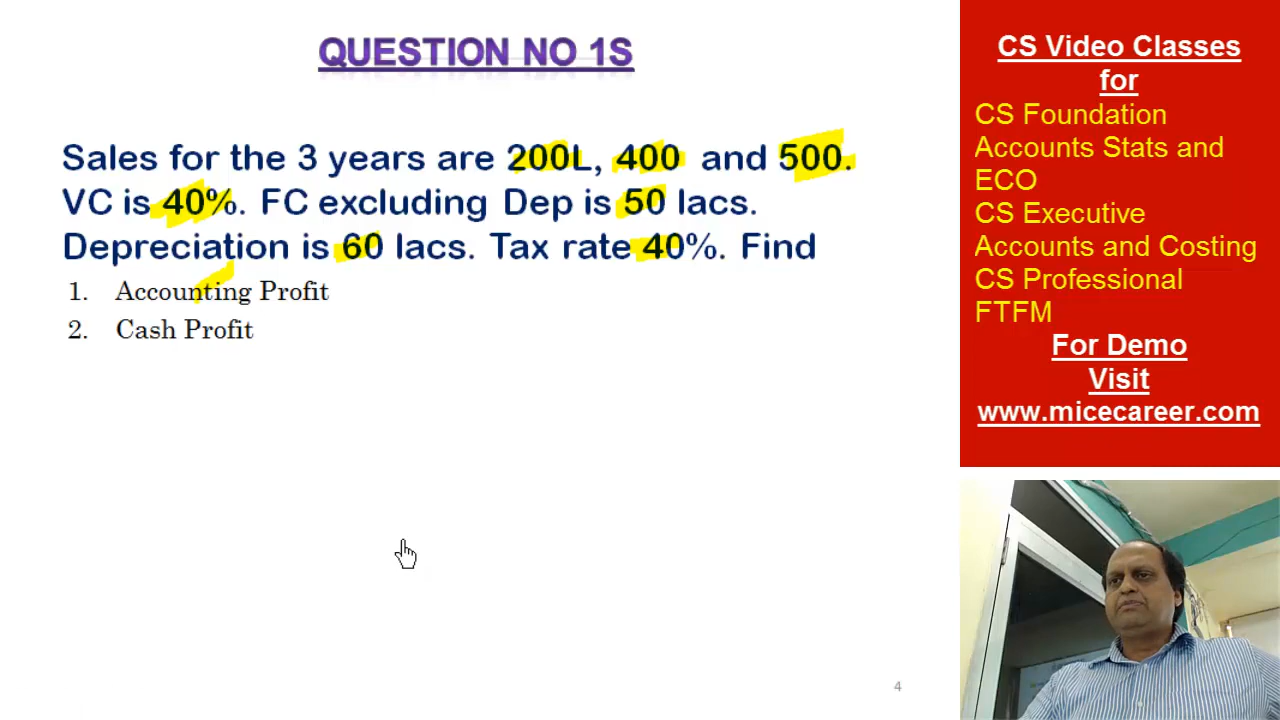 QUESTION NO 1S
Sales for the 3 years are 200L, 400 and 500.
VC is 40%. FC excluding Dep is 50 lacs.
Depreciation is 60 lacs. Tax rate 40%. Find
1. Accounting Profit
2. Cash Profit
4
CS Video Classes
for
CS Foundation
Accounts Stats and
ECO
CS Executive
Accounts and Costing
CS Professional
FTFM
For Demo
Visit
www.micecareer.com